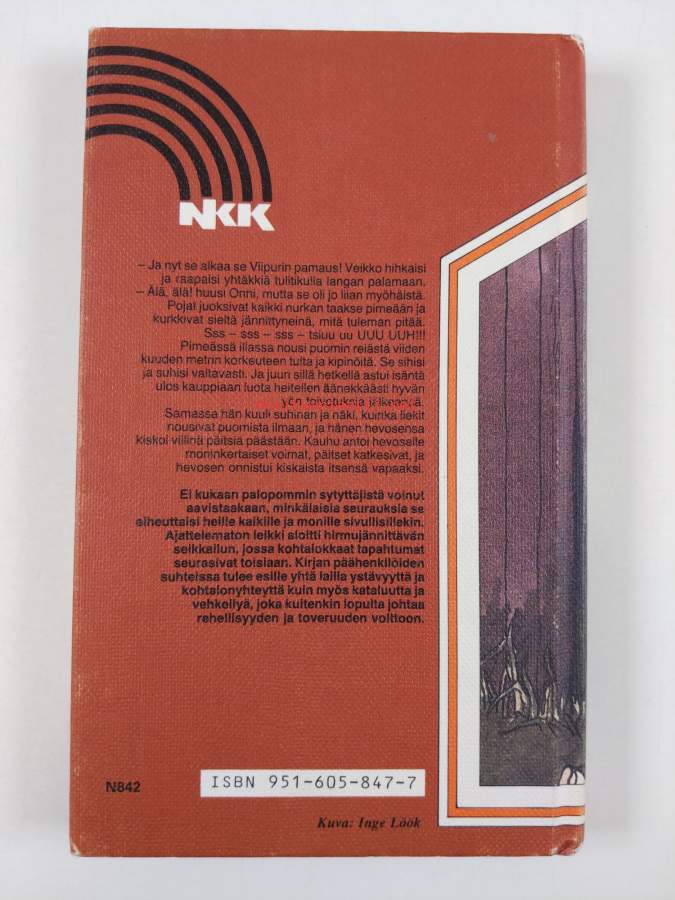 NKK
– Ja nyt se alkaa se Viipurin pamaus! Veikko hihkaisi
ja raapaisi yhtäkkiä tulitikulla langan palamaan.
– Älä, älä! huusi Onni, mutta se oli jo liian myöhäistä.
Pojat juoksivat kaikki nurkan taakse pimeään ja
kurkkivat sieltä jännittyneinä, mitä tuleman pitää.
Sss – sss – sss – tsiuu uu UUU UUH!!!
Pimeässä illassa nousi puomin reiästä viiden
kuuden metrin korkeuteen tulta ja kipinöitä. Se sihisi
ja suhisi valtavasti. Ja juuri sillä hetkellä astui isäntä
ulos kauppiaan luota heitellen äänekkäästi hyvän
yön toivotuksia jälkeensä.
Samassa hän kuuli suhinan ja näki, kuinka liekit
nousivat puomista ilmaan, ja hänen hevosensa
kiskoi villinä päitsiä päästään. Kauhu antoi hevoselle
moninkertaiset voimat, päitset katkesivat, ja
hevosen onnistui kiskaista itsensä vapaaksi.
Ei kukaan palopommin sytyttäjistä voinut
aavistaakaan, minkälaisia seurauksia se
aiheuttaisi heille kaikille ja monille sivullisillekin.
Ajattelematon leikki aloitti hirmujännittävän
seikkailun, jossa kohtalokkaat tapahtumat
seurasivat toisiaan. Kirjan päähenkilöiden
suhteissa tulee esille yhtä lailla ystävyyttä ja
kohtalonyhteyttä kuin myös kataluutta ja
vehkeilyä, joka kuitenkin lopulta johtaa
rehellisyyden ja toveruuden voittoon.
N842
ISBN 951-605-847-7
Kuva: Inge Löök